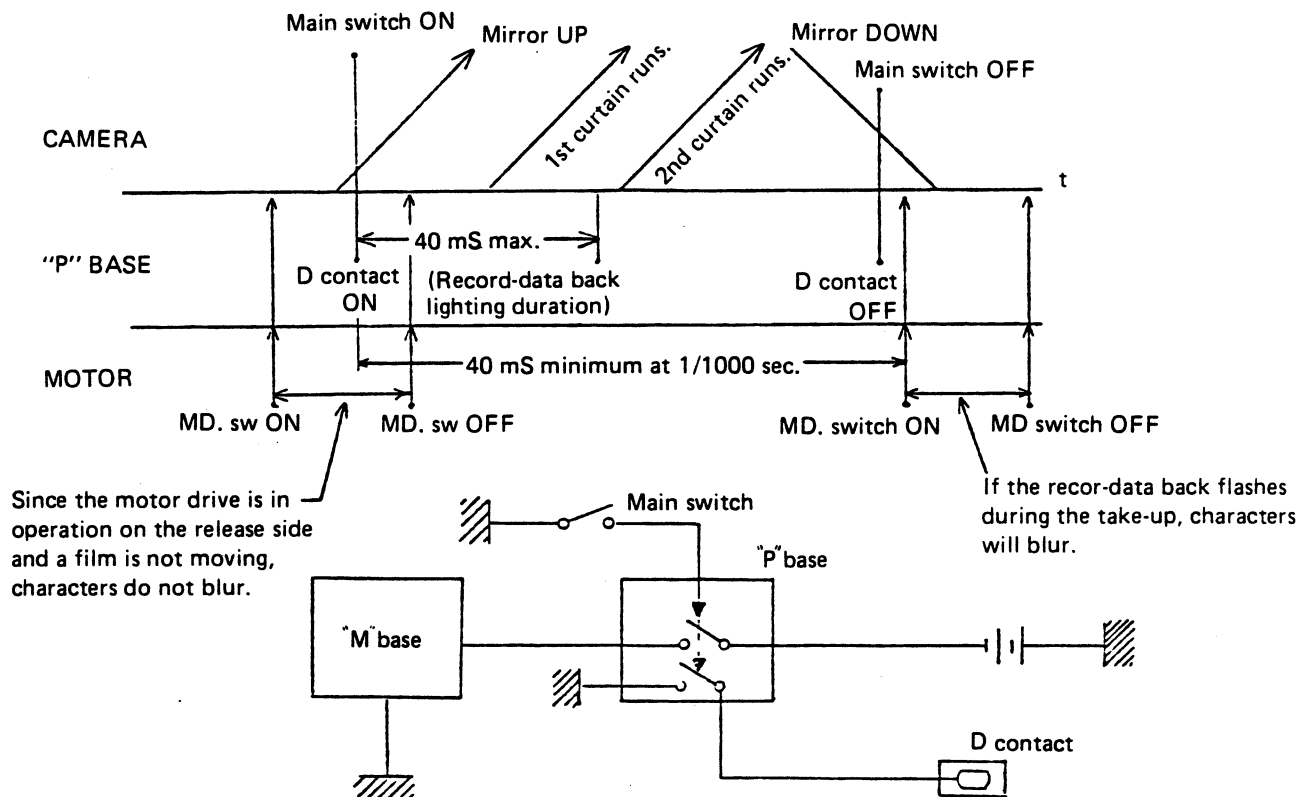 Main switch ON
Mirror UP
1st curtain runs.
2nd curtain runs.
Mirror DOWN
Main switch OFF
CAMERA
t
40 mS max.
"P" BASE
D contact
ON
(Record-data back
lighting duration)
D contact
OFF
40 mS minimum at 1/1000 sec.
MOTOR
MD. sw ON
MD. sw OFF
MD. switch ON
MD switch OFF
Since the motor drive is in
operation on the release side
and a film is not moving,
characters do not blur.
If the recor-data back flashes
during the take-up, characters
will blur.
Main switch
"P" base
"M" base
D contact